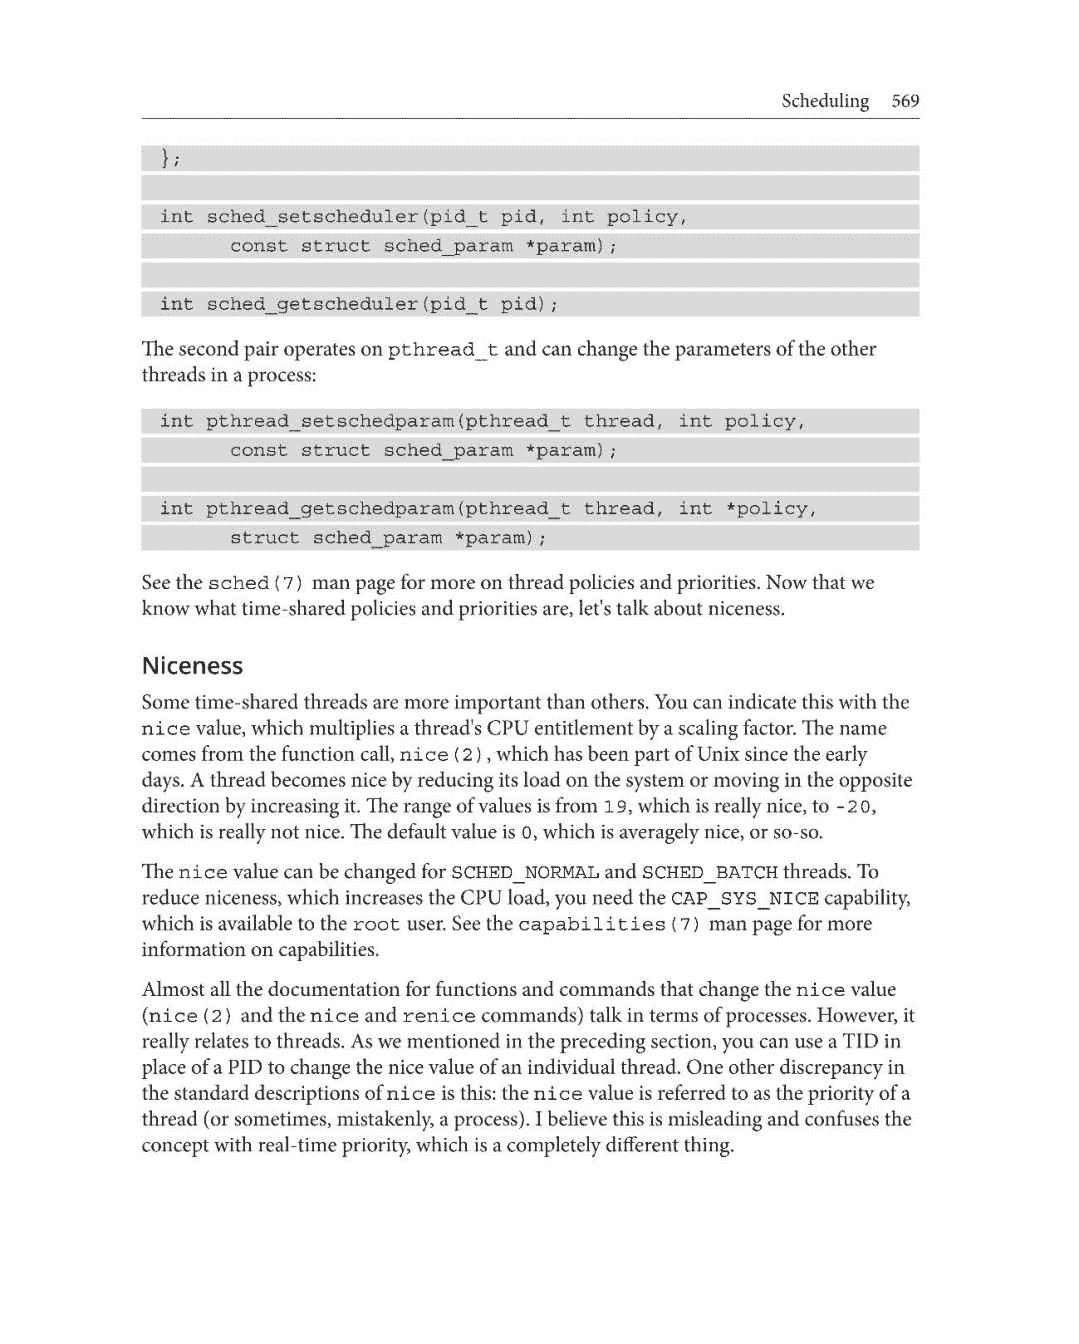 Scheduling 569
};
int sched_setscheduler(pid_t pid, int policy,
const struct sched_param *param);
int sched_getscheduler(pid_t pid);
The second pair operates on pthread_t and can change the parameters of the other
threads in a process:
int pthread_setschedparam(pthread_t thread, int policy,
const struct sched_param *param);
int pthread_getschedparam(pthread_t thread, int *policy,
struct sched_param *param);
See the sched(7) man page for more on thread policies and priorities. Now that we
know what time-shared policies and priorities are, let's talk about niceness.
Niceness
Some time-shared threads are more important than others. You can indicate this with the
nice value, which multiplies a thread's CPU entitlement by a scaling factor. The name
comes from the function call, nice(2), which has been part of Unix since the early
days. A thread becomes nice by reducing its load on the system or moving in the opposite
direction by increasing it. The range of values is from 19, which is really nice, to -20,
which is really not nice. The default value is 0, which is averagely nice, or so-so.
The nice value can be changed for SCHED_NORMAL and SCHED_BATCH threads. To
reduce niceness, which increases the CPU load, you need the CAP_SYS_NICE capability,
which is available to the root user. See the capabilities(7) man page for more
information on capabilities.
Almost all the documentation for functions and commands that change the nice value
(nice(2) and the nice and renice commands) talk in terms of processes. However, it
really relates to threads. As we mentioned in the preceding section, you can use a TID in
place of a PID to change the nice value of an individual thread. One other discrepancy in
the standard descriptions of nice is this: the nice value is referred to as the priority of a
thread (or sometimes, mistakenly, a process). I believe this is misleading and confuses the
concept with real-time priority, which is a completely different thing.